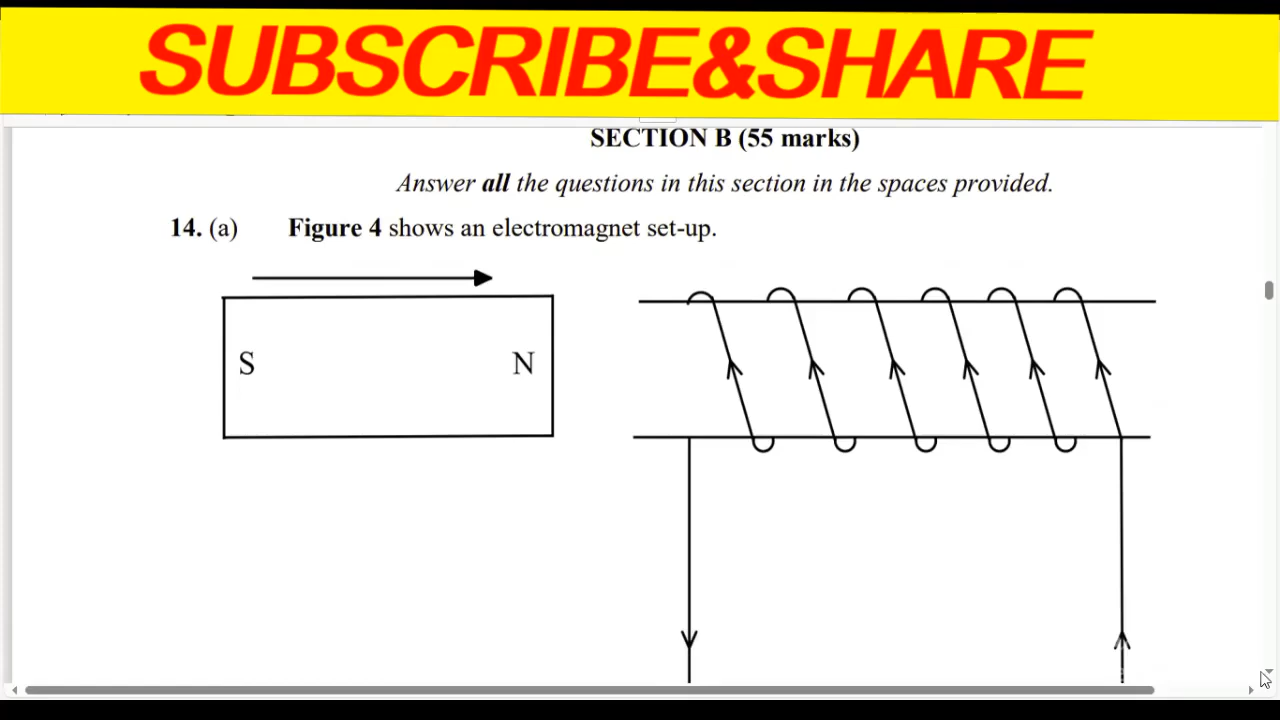 SUBSCRIBE&SHARE
SECTION B (55 marks)
Answer all the questions in this section in the spaces provided.
14. (a) Figure 4 shows an electromagnet set-up.
S N